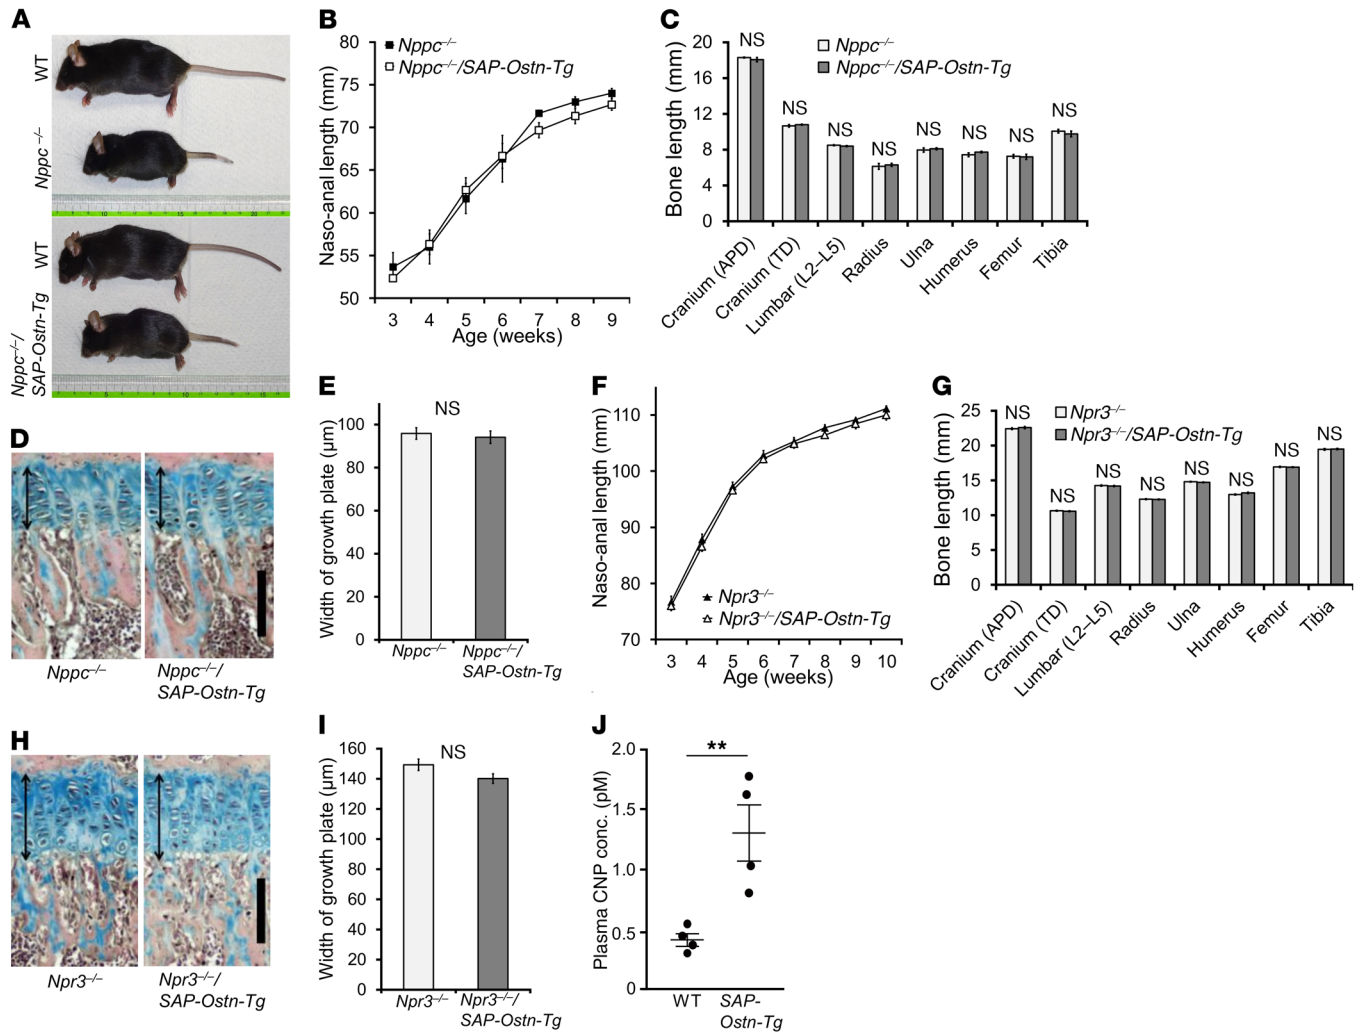 A
WT
Nppc–/–
10
15
20
WT
Nppc–/–/
SAP-Ostn-Tg
5
10
15
B
80
75
70
65
60
55
50
Naso-anal length (mm)
Nppc–/–
Nppc–/–/SAP-Ostn-Tg
3 4 5 6 7 8 9
Age (weeks)
C
20
16
12
8
4
0
Bone length (mm)
Nppc–/–
Nppc–/–/SAP-Ostn-Tg
NS NS NS NS NS NS NS NS
Cranium (APD)
Cranium (TD)
Lumbar (L2–L5)
Radius
Ulna
Humerus
Femur
Tibia
D
Nppc–/–
Nppc–/–/
SAP-Ostn-Tg
E
NS
100
80
60
40
20
0
Width of growth plate (µm)
Nppc–/–
Nppc–/–/
SAP-Ostn-Tg
F
110
100
90
80
70
Naso-anal length (mm)
Npr3–/–
Npr3–/–/SAP-Ostn-Tg
3 4 5 6 7 8 9 10
Age (weeks)
G
25
20
15
10
5
0
Bone length (mm)
Npr3–/–
Npr3–/–/SAP-Ostn-Tg
NS NS NS NS NS NS NS NS
Cranium (APD)
Cranium (TD)
Lumbar (L2–L5)
Radius
Ulna
Humerus
Femur
Tibia
H
Npr3–/–
Npr3–/–/
SAP-Ostn-Tg
I
NS
160
140
120
100
80
60
40
20
0
Width of growth plate (µm)
Npr3–/–
Npr3–/–/
SAP-Ostn-Tg
J
**
2.0
1.5
1.0
0.5
0
Plasma CNP conc. (pM)
WT
SAP-
Ostn-Tg